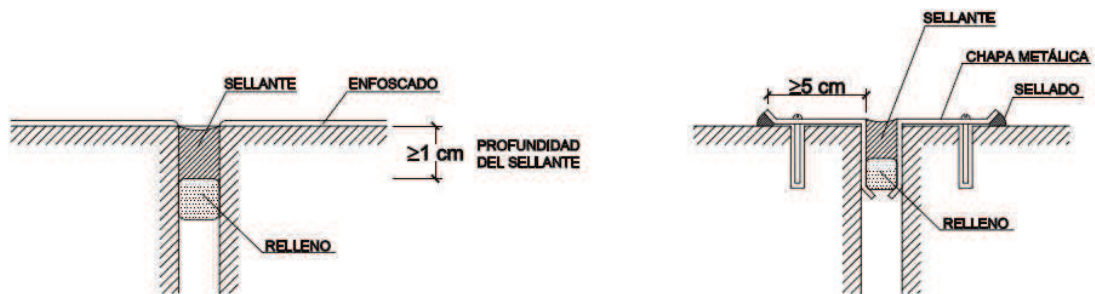 SELLANTE
ENFOSCADO
≥1 cm
PROFUNDIDAD
DEL SELLANTE
RELLENO
SELLANTE
CHAPA METÁLICA
≥5 cm
SELLADO
RELLENO